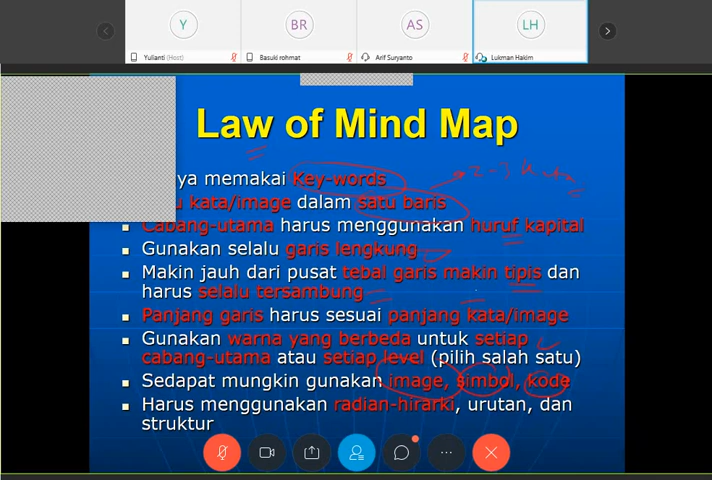 Y
BR
AS
LH
Yulianti (Host)
Basuki rohmat
Arif Suryanto
Lukman Hakim
Law of Mind Map
ya memakai Key-words
kata/image dalam satu baris
2-3 kata
Cabang-utama harus menggunakan huruf kapital
Gunakan selalu garis lengkung
Makin jauh dari pusat tebal garis makin tipis dan
harus selalu tersambung
Panjang garis harus sesuai panjang kata/image
Gunakan warna yang berbeda untuk setiap
cabang-utama atau setiap level (pilih salah satu)
Sedapat mungkin gunakan image, simbol, kode
Harus menggunakan radian-hirarki, urutan, dan
struktur